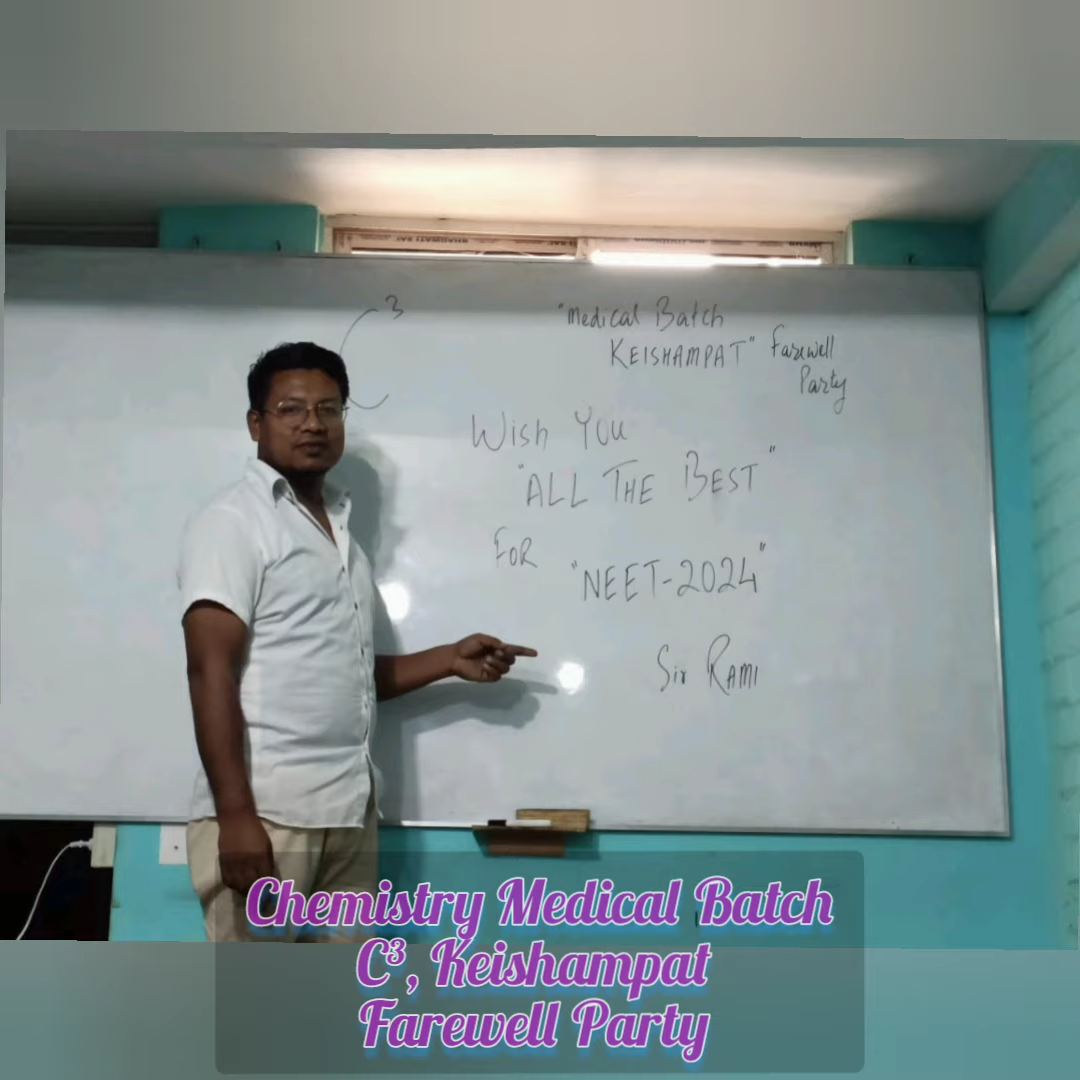 C³
"Medical Batch
KEISHAMPAT" Farewell
Party
Wish You
"ALL THE BEST"
FOR
"NEET-2024"
Sir RAMI
Chemistry Medical Batch
C³, Keishampat
Farewell Party